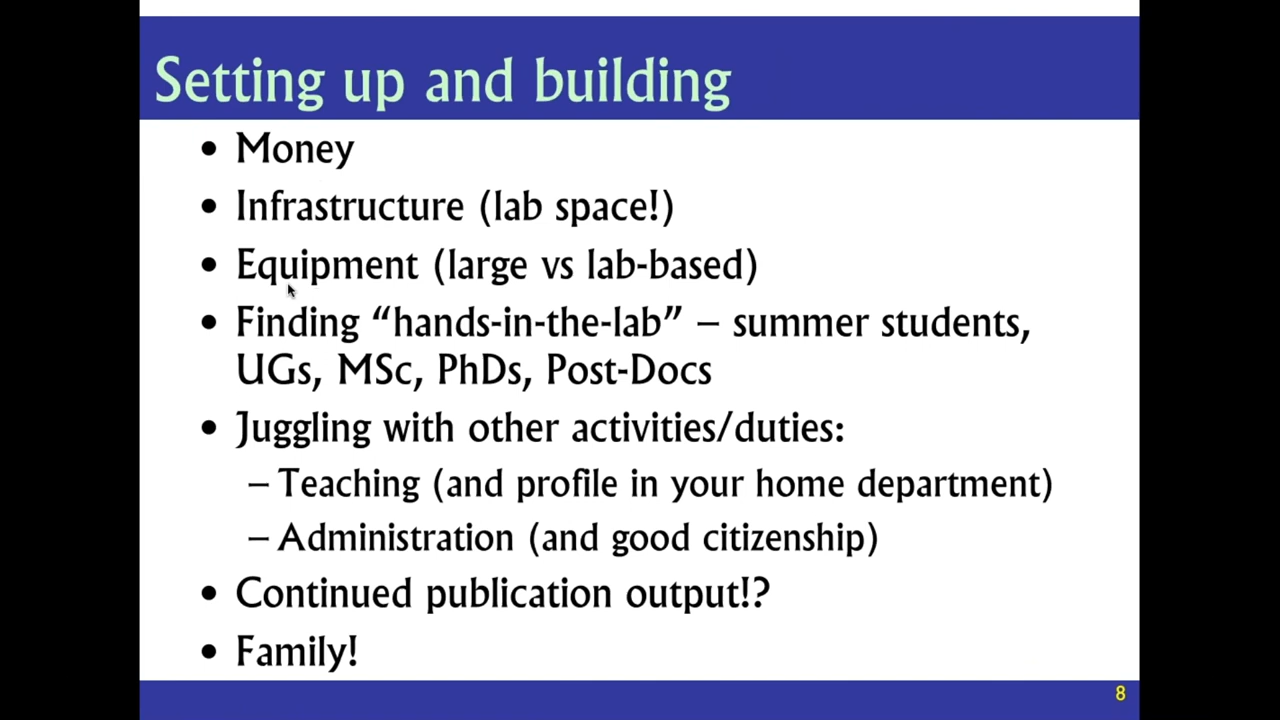 Setting up and building
• Money
• Infrastructure (lab space!)
• Equipment (large vs lab-based)
• Finding “hands-in-the-lab” – summer students,
UGs, MSc, PhDs, Post-Docs
• Juggling with other activities/duties:
– Teaching (and profile in your home department)
– Administration (and good citizenship)
• Continued publication output!?
• Family!
8